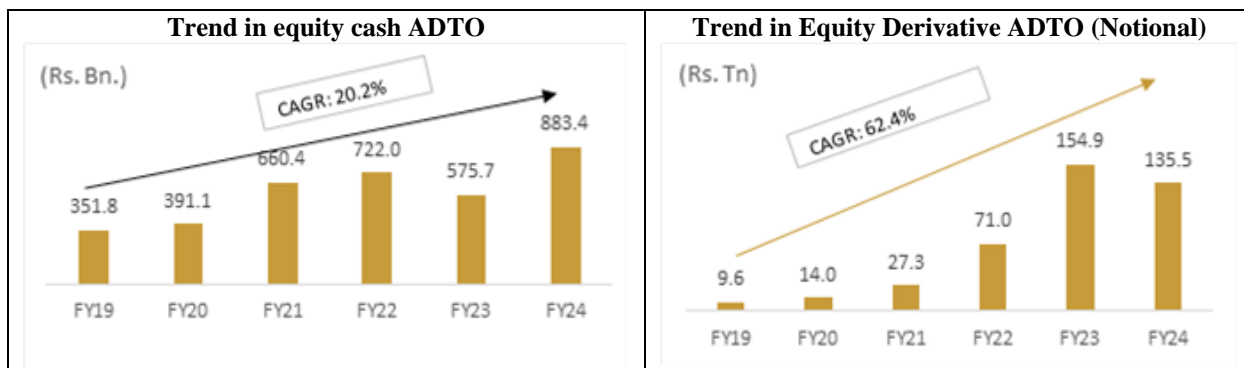 Trend in equity cash ADTO
(Rs. Bn.)
CAGR: 20.2%
351.8
391.1
660.4
722.0
575.7
883.4
FY19 FY20 FY21 FY22 FY23 FY24
Trend in Equity Derivative ADTO (Notional)
(Rs. Tn)
CAGR: 62.4%
9.6
14.0
27.3
71.0
154.9
135.5
FY19 FY20 FY21 FY22 FY23 FY24